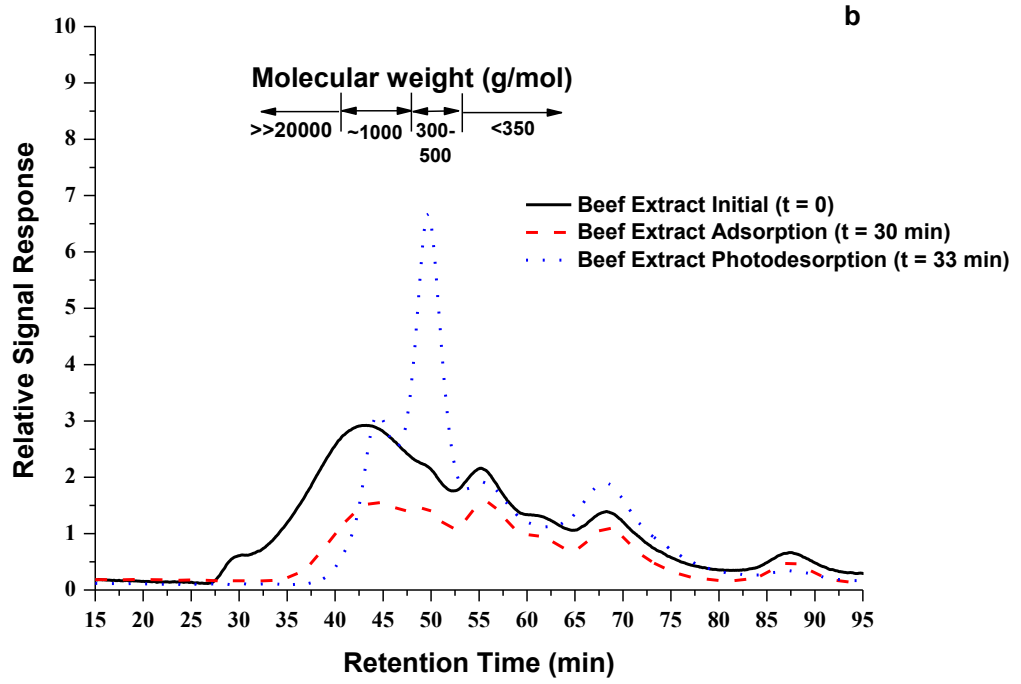 b
10
9
8
7
6
5
4
3
2
1
0
Relative Signal Response
Molecular weight (g/mol)
>>20000 ~1000 300- <350
500
Beef Extract Initial (t = 0)
Beef Extract Adsorption (t = 30 min)
Beef Extract Photodesorption (t = 33 min)
15 20 25 30 35 40 45 50 55 60 65 70 75 80 85 90 95
Retention Time (min)